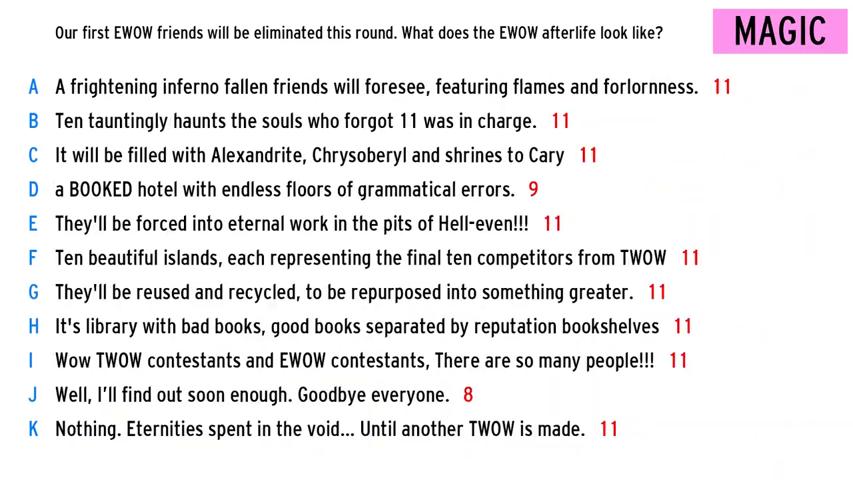 Our first EWOW friends will be eliminated this round. What does the EWOW afterlife look like?
MAGIC
A A frightening inferno fallen friends will foresee, featuring flames and forlornness. 11
B Ten tauntingly haunts the souls who forgot 11 was in charge. 11
C It will be filled with Alexandrite, Chrysoberyl and shrines to Cary 11
D a BOOKED hotel with endless floors of grammatical errors. 9
E They'll be forced into eternal work in the pits of Hell-even!!! 11
F Ten beautiful islands, each representing the final ten competitors from TWOW 11
G They'll be reused and recycled, to be repurposed into something greater. 11
H It's library with bad books, good books separated by reputation bookshelves 11
I Wow TWOW contestants and EWOW contestants, There are so many people!!! 11
J Well, I'll find out soon enough. Goodbye everyone. 8
K Nothing. Eternities spent in the void... Until another TWOW is made. 11